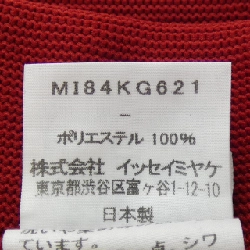 MI84KG621
–
ポリエステル 100%
株式会社 イッセイミヤケ
東京都渋谷区富ヶ谷1-12-10
日本製
ています。 点 シワ